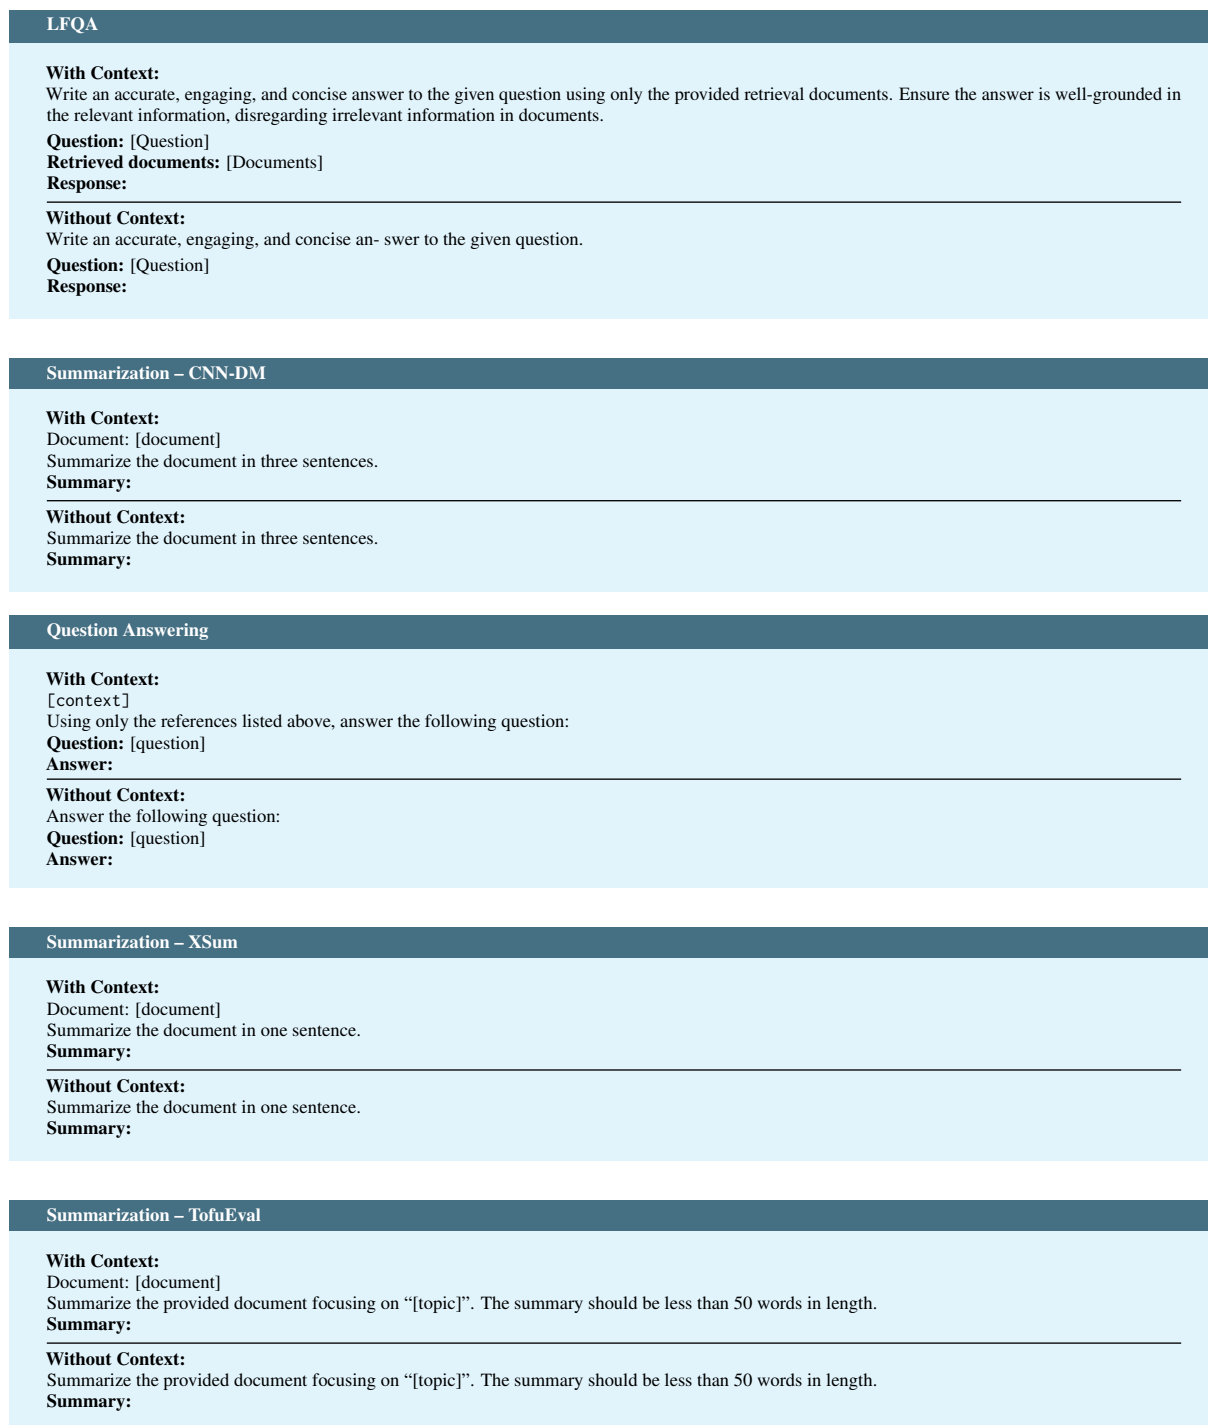 LFQA
With Context:
Write an accurate, engaging, and concise answer to the given question using only the provided retrieval documents. Ensure the answer is well-grounded in
the relevant information, disregarding irrelevant information in documents.
Question: [Question]
Retrieved documents: [Documents]
Response:
Without Context:
Write an accurate, engaging, and concise an- swer to the given question.
Question: [Question]
Response:
Summarization – CNN-DM
With Context:
Document: [document]
Summarize the document in three sentences.
Summary:
Without Context:
Summarize the document in three sentences.
Summary:
Question Answering
With Context:
[context]
Using only the references listed above, answer the following question:
Question: [question]
Answer:
Without Context:
Answer the following question:
Question: [question]
Answer:
Summarization – XSum
With Context:
Document: [document]
Summarize the document in one sentence.
Summary:
Without Context:
Summarize the document in one sentence.
Summary:
Summarization – TofuEval
With Context:
Document: [document]
Summarize the provided document focusing on “[topic]”. The summary should be less than 50 words in length.
Summary:
Without Context:
Summarize the provided document focusing on “[topic]”. The summary should be less than 50 words in length.
Summary: